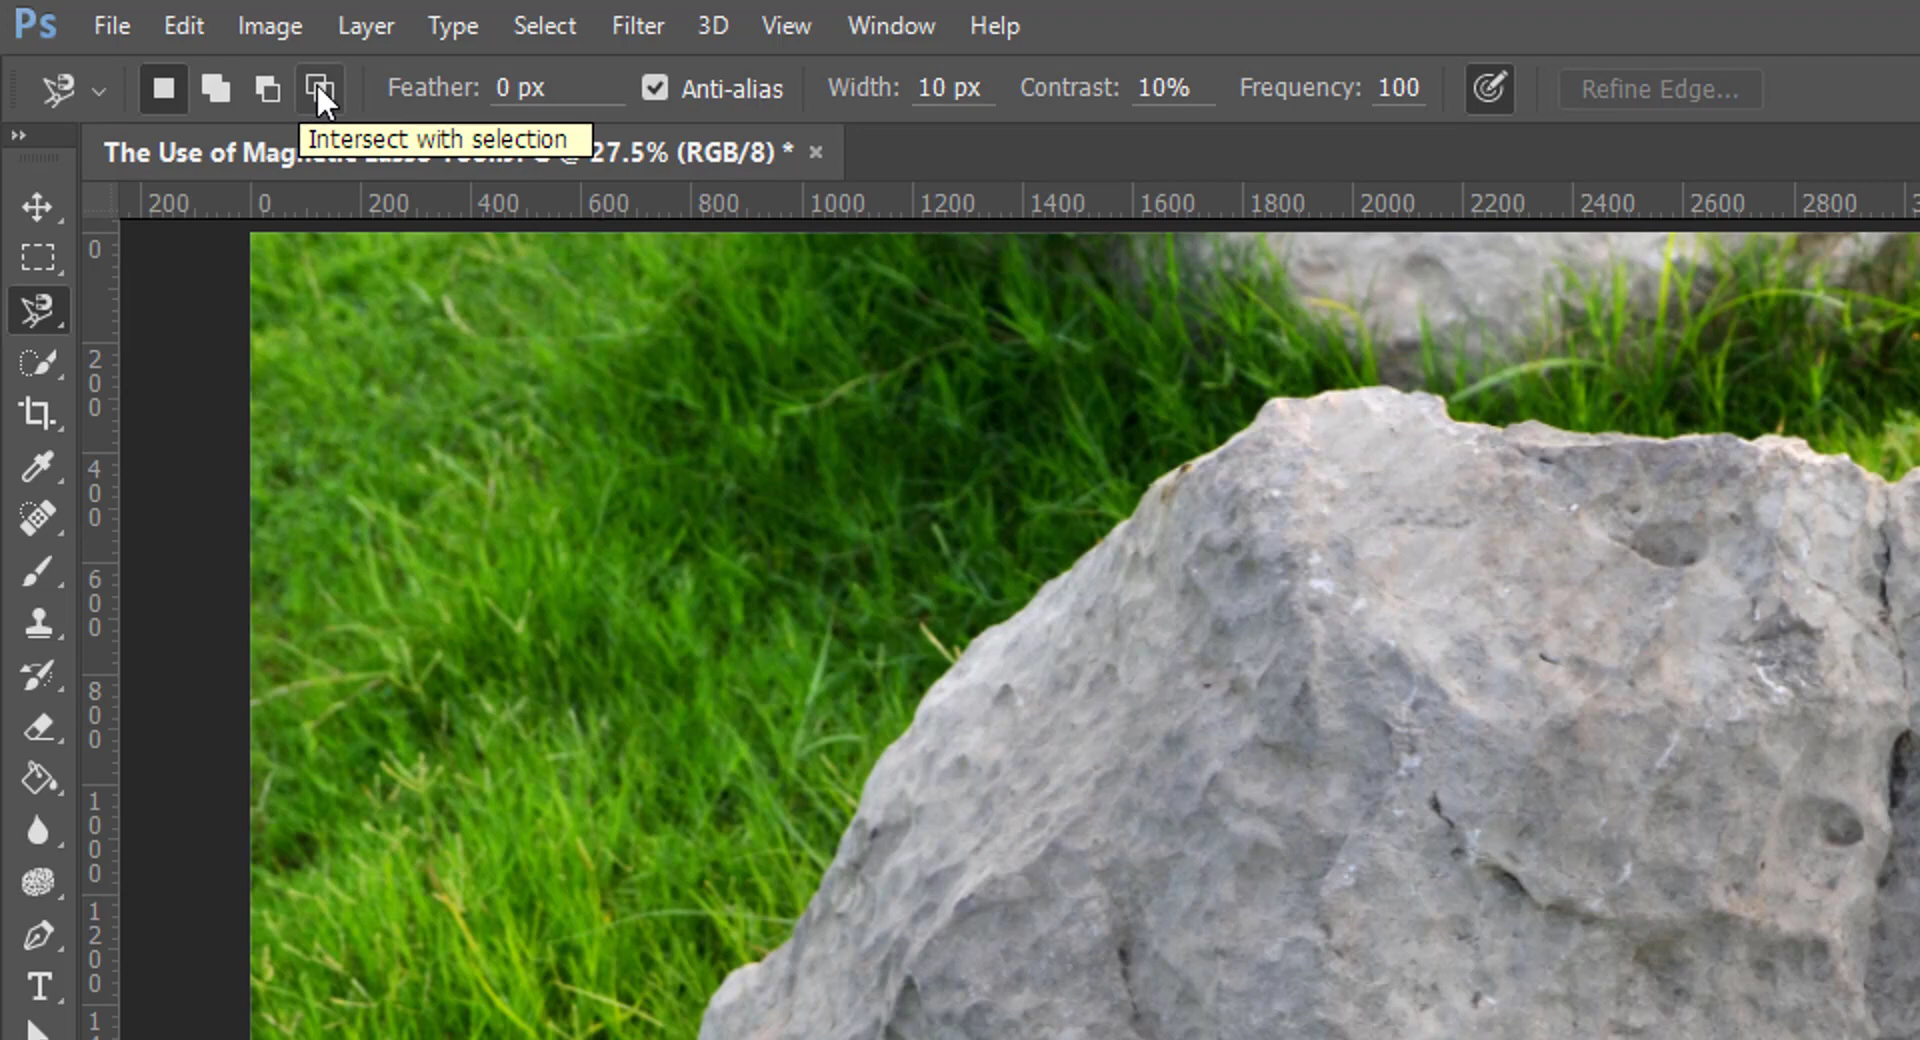 Ps File Edit Image Layer Type Select Filter 3D View Window Help
Feather: 0 px Anti-alias Width: 10 px Contrast: 10% Frequency: 100 Refine Edge...
Intersect with selection
The Use of Mag 27.5% (RGB/8) * ×
200 0 200 400 600 800 1000 1200 1400 1600 1800 2000 2200 2400 2600 2800
0
200
400
600
800
1000
1200
T